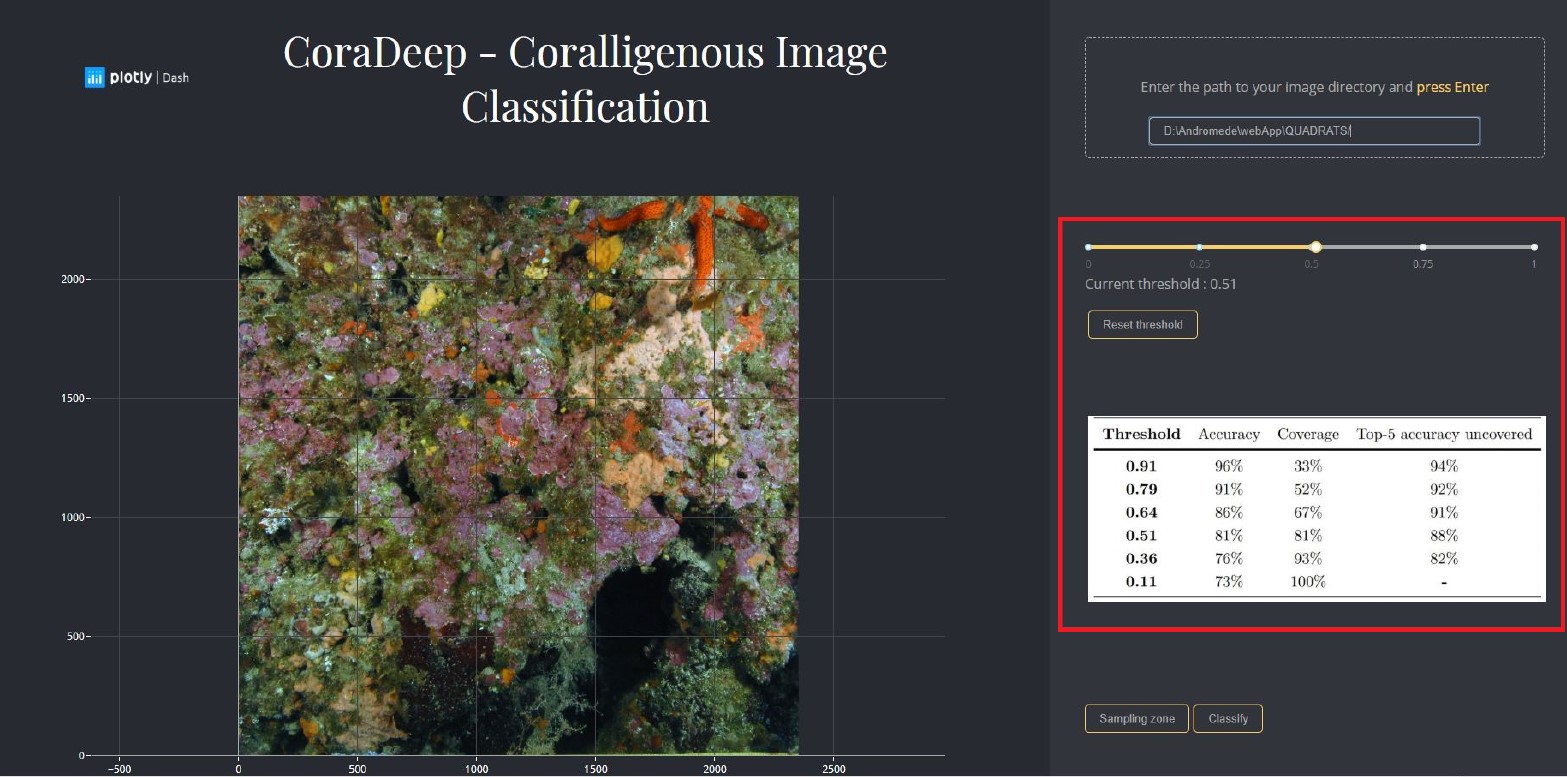 CoraDeep - Coralligenous Image
Classification
plotly | Dash
2000
1500
1000
500
0
−500 0 500 1000 1500 2000 2500
Enter the path to your image directory and press Enter
D:\Andromede\webApp\QUADRATS/
0 0.25 0.5 0.75 1
Current threshold : 0.51
Reset threshold
Threshold Accuracy Coverage Top-5 accuracy uncovered
0.91 96% 33% 94%
0.79 91% 52% 92%
0.64 86% 67% 91%
0.51 81% 81% 88%
0.36 76% 93% 82%
0.11 73% 100% -
Sampling zone Classify